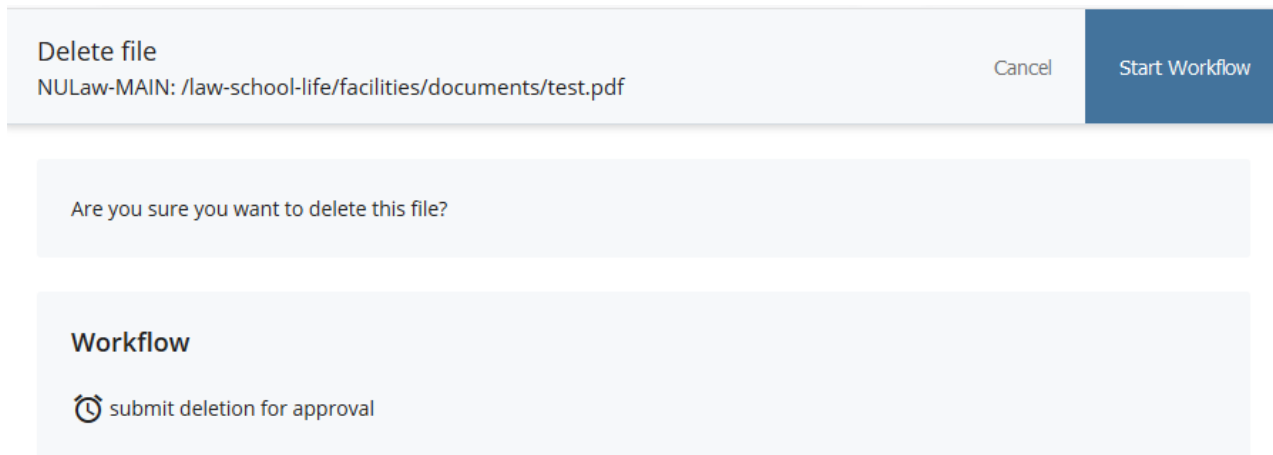 Delete file
NULaw-MAIN: /law-school-life/facilities/documents/test.pdf
Cancel
Start Workflow
Are you sure you want to delete this file?
Workflow
submit deletion for approval